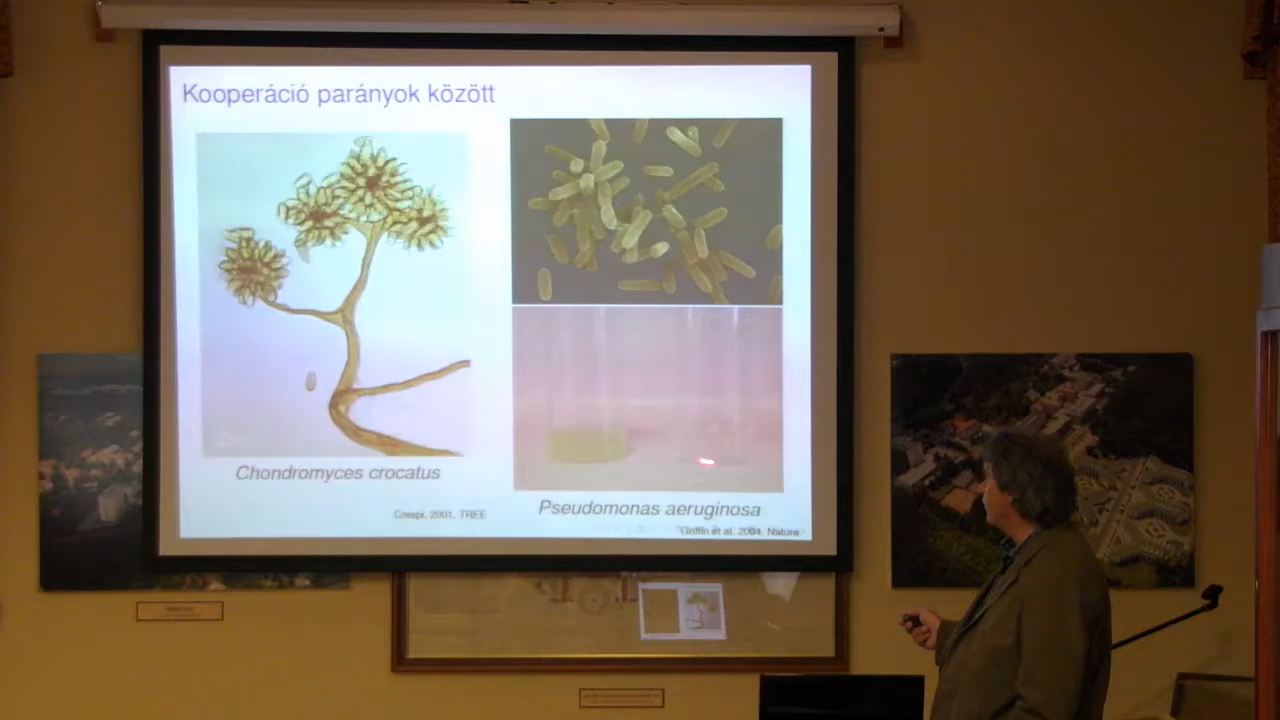 Kooperáció parányok között
Chondromyces crocatus
Crespi, 2001, TREE
Pseudomonas aeruginosa
Griffin et al. 2004. Nature.